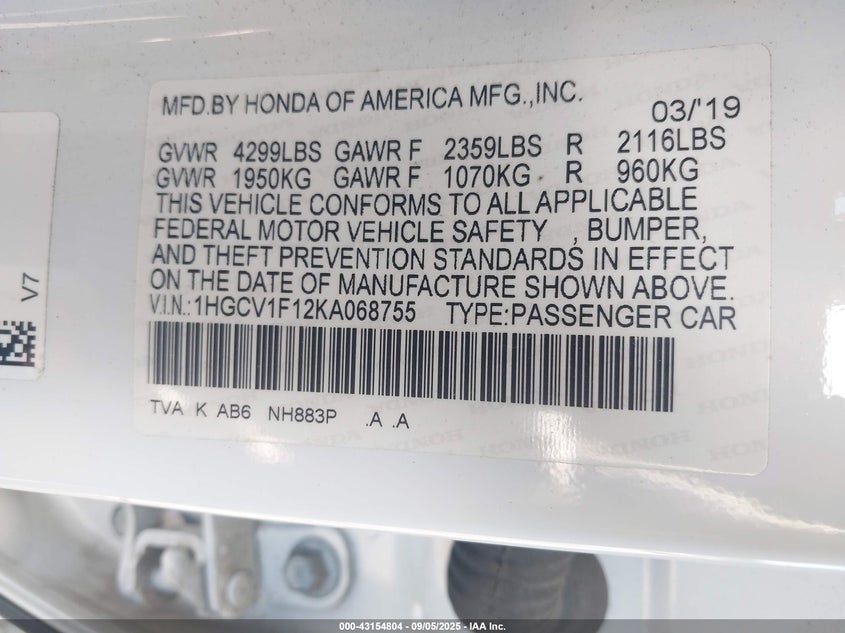 MFD.BY HONDA OF AMERICA MFG.,INC.
03/'19
GVWR 4299LBS GAWR F 2359LBS R 2116LBS
GVWR 1950KG GAWR F 1070KG R 960KG
THIS VEHICLE CONFORMS TO ALL APPLICABLE
FEDERAL MOTOR VEHICLE SAFETY , BUMPER,
AND THEFT PREVENTION STANDARDS IN EFFECT
ON THE DATE OF MANUFACTURE SHOWN ABOVE.
V.I.N.:1HGCV1F12KA068755 TYPE:PASSENGER CAR
TVA K AB6 NH883P .A .A
V7
000-43154804 - 09/05/2025 - IAA Inc.